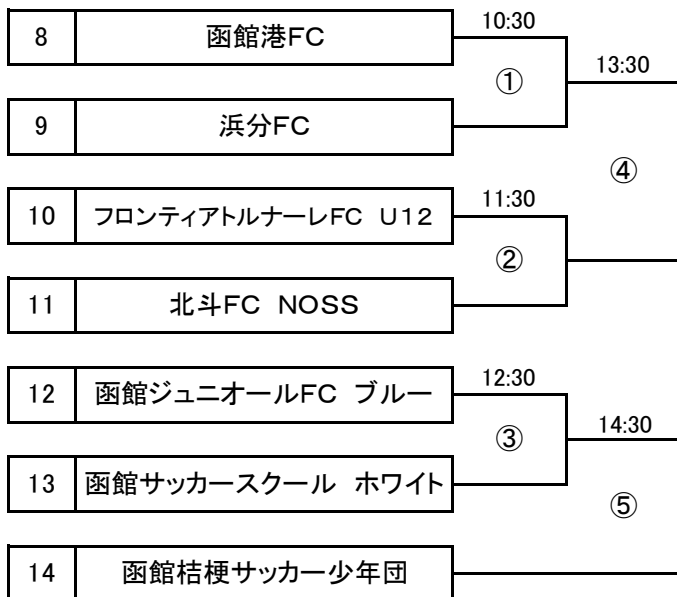 10:30
8 函館港FC
13:30
①
9 浜分FC
④
11:30
10 フロンティアトルナーレFC U12
②
11 北斗FC NOSS
12:30
12 函館ジュニオールFC ブルー
14:30
③
13 函館サッカースクール ホワイト
⑤
14 函館桔梗サッカー少年団